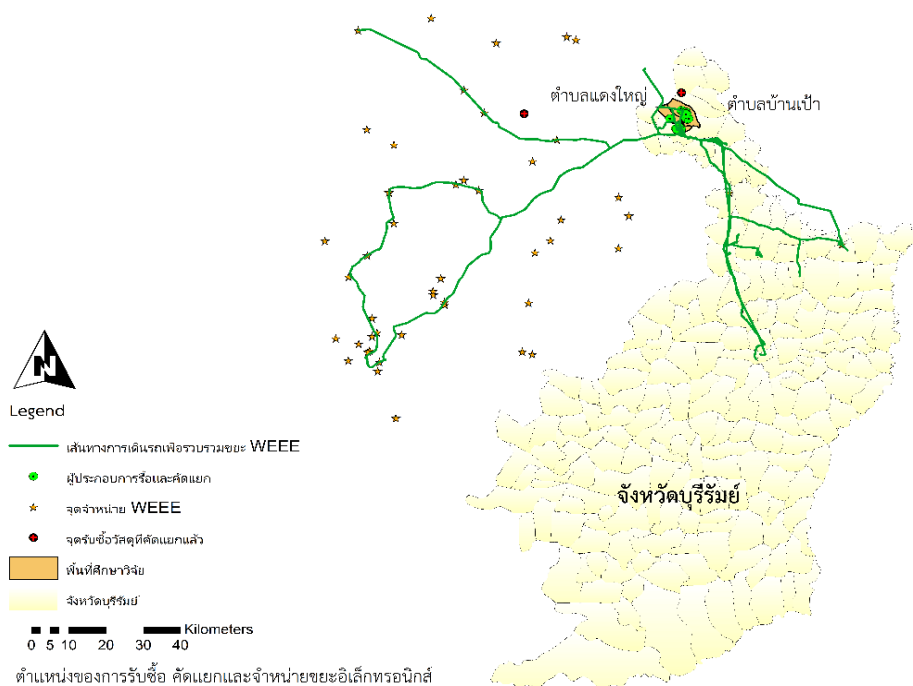 ตำบลแดงใหญ่
ตำบลบ้านเป้า
จังหวัดบุรีรัมย์
N
Legend
เส้นทางการเดินรถเพื่อรวบรวมขยะ WEEE
ผู้ประกอบการรื้อและคัดแยก
จุดจำหน่าย WEEE
จุดรับซื้อวัสดุที่คัดแยกแล้ว
พื้นที่ศึกษาวิจัย
จังหวัดบุรีรัมย์
Kilometers
0 5 10 20 30 40
ตำแหน่งของการรับซื้อ คัดแยกและจำหน่ายขยะอิเล็กทรอนิกส์